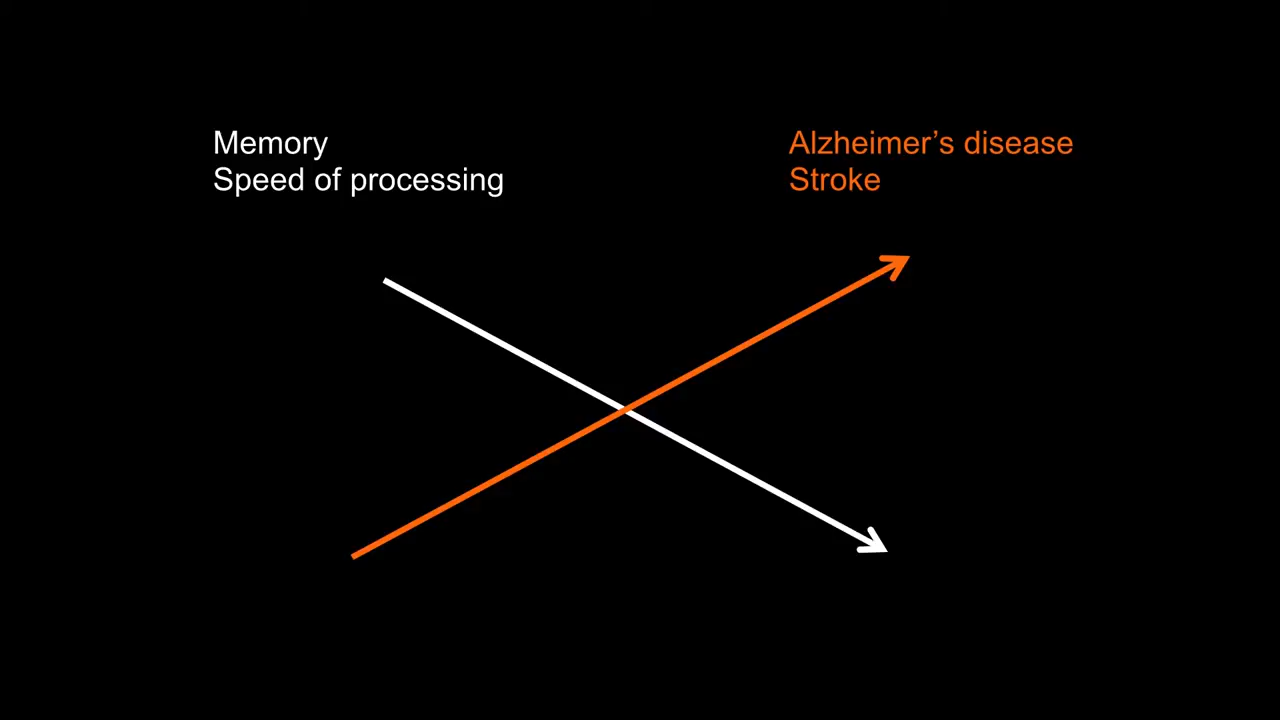 Memory
Speed of processing
Alzheimer’s disease
Stroke